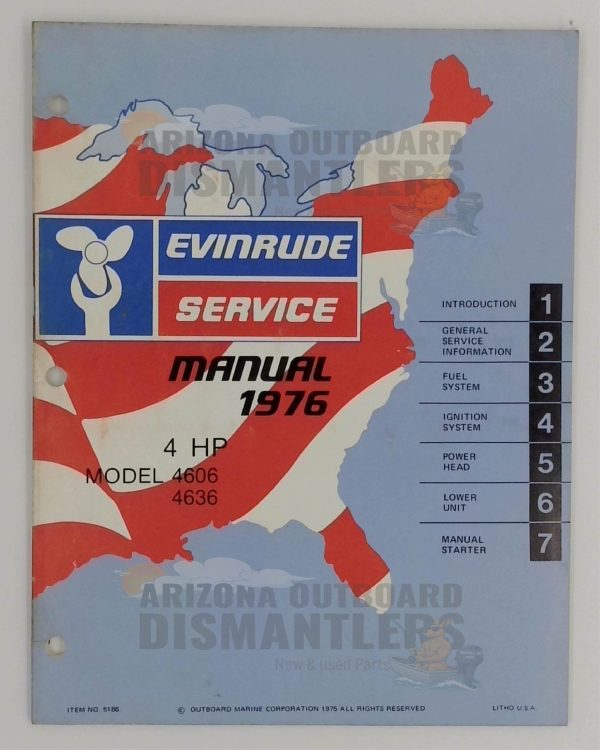 ARIZONA OUTBOARD
DISMANTLERS
EVINRUDE
SERVICE
MANUAL
1976
4 HP
MODEL 4606
4636
INTRODUCTION 1
GENERAL
SERVICE
INFORMATION 2
FUEL
SYSTEM 3
IGNITION
SYSTEM 4
POWER
HEAD 5
LOWER
UNIT 6
MANUAL
STARTER 7
ARIZONA OUTBOARD
DISMANTLERS
New & used Parts
ITEM NO. 5186
© OUTBOARD MARINE CORPORATION 1975 ALL RIGHTS RESERVED
LITHO U.S.A.